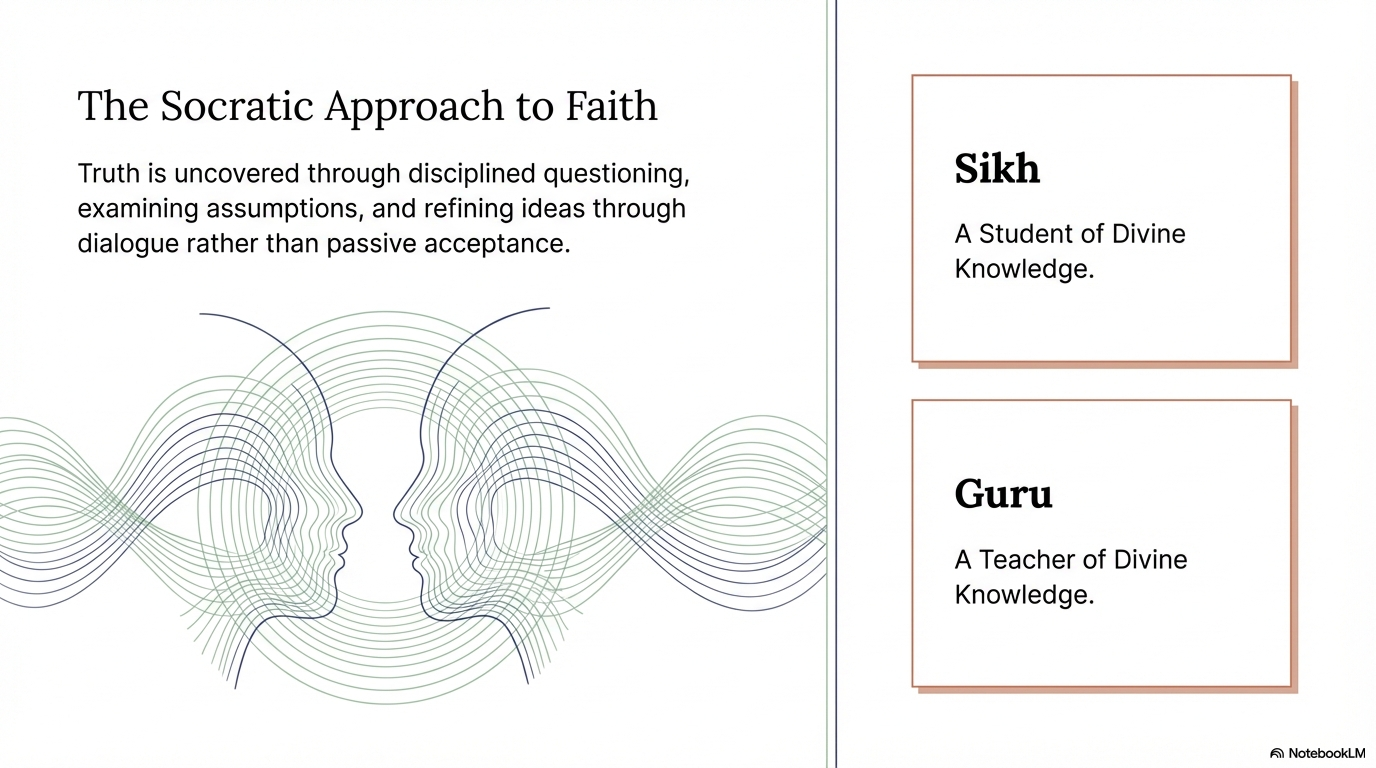 The Socratic Approach to Faith
Truth is uncovered through disciplined questioning,
examining assumptions, and refining ideas through
dialogue rather than passive acceptance.
Sikh
A Student of Divine
Knowledge.
Guru
A Teacher of Divine
Knowledge.
NotebookLM